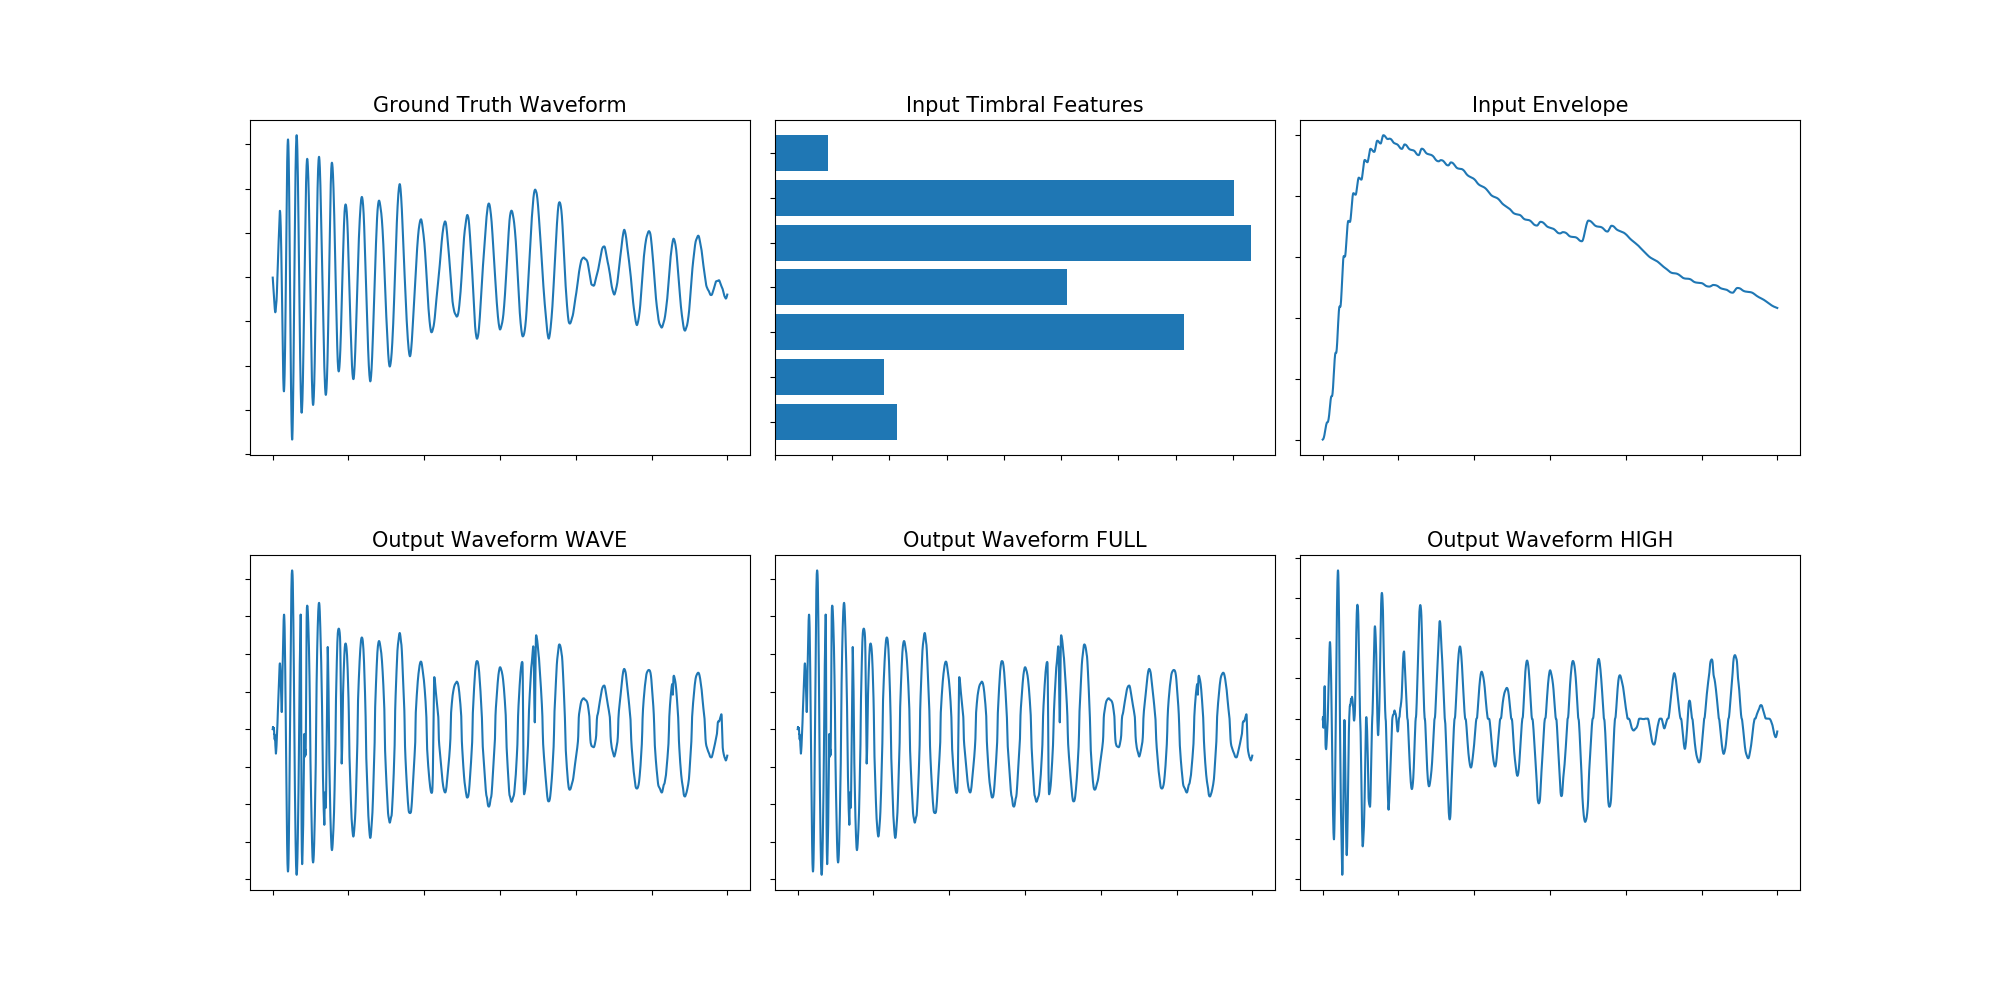 Ground Truth Waveform
Input Timbral Features
Input Envelope
Output Waveform WAVE
Output Waveform FULL
Output Waveform HIGH